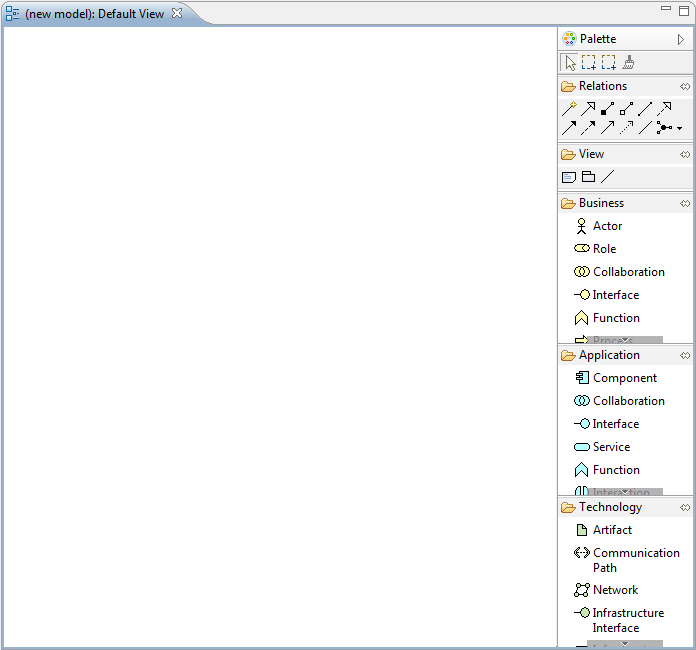 (new model): Default View
Palette
Relations
View
Business
Actor
Role
Collaboration
Interface
Function
Process
Application
Component
Collaboration
Interface
Service
Function
Interaction
Technology
Artifact
Communication
Path
Network
Infrastructure
Interface